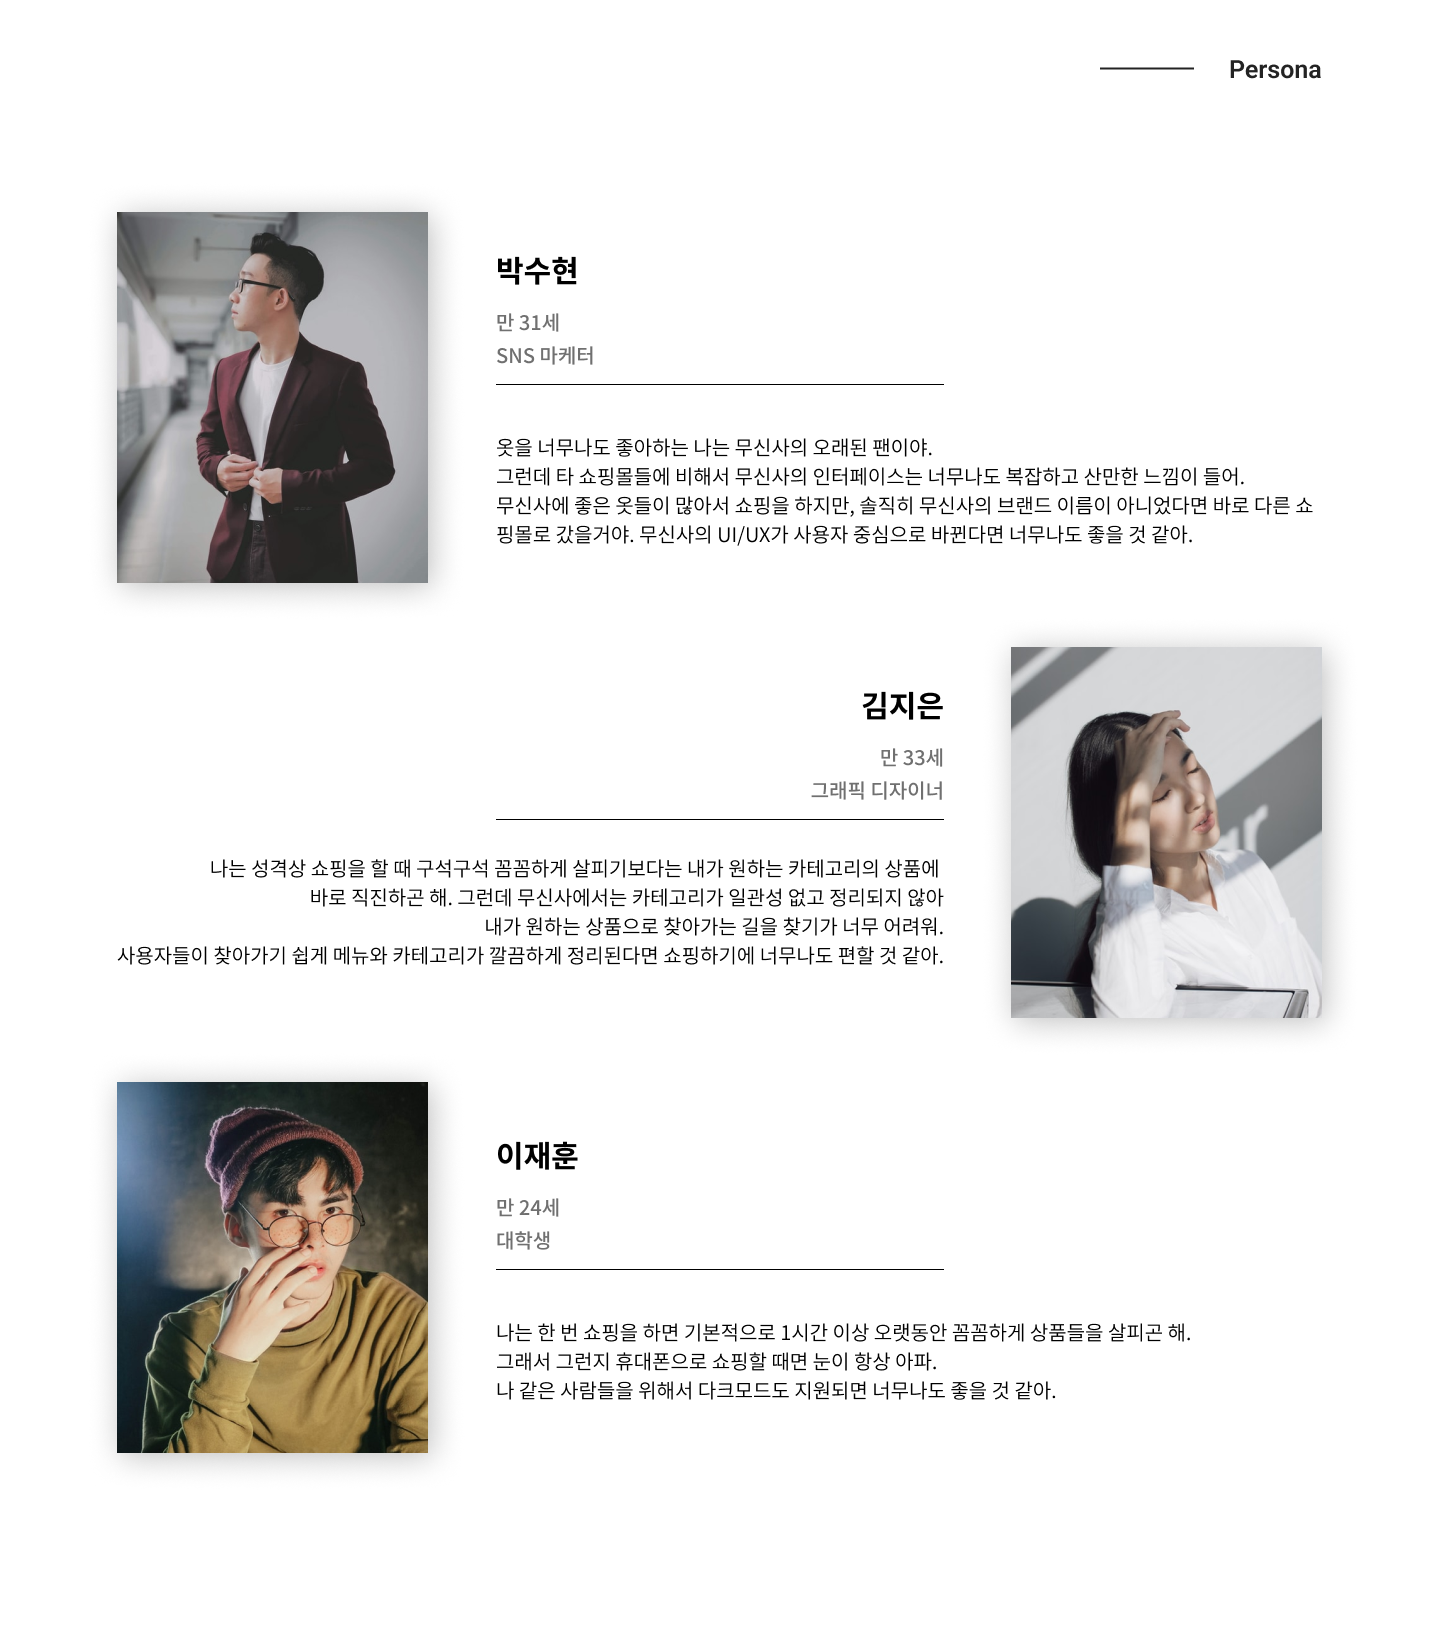 Persona
박수현
만 31세
SNS 마케터
옷을 너무나도 좋아하는 나는 무신사의 오래된 팬이야.
그런데 타 쇼핑몰들에 비해서 무신사의 인터페이스는 너무나도 복잡하고 산만한 느낌이 들어.
무신사에 좋은 옷들이 많아서 쇼핑을 하지만, 솔직히 무신사의 브랜드 이름이 아니었다면 바로 다른 쇼
핑몰로 갔을거야. 무신사의 UI/UX가 사용자 중심으로 바뀐다면 너무나도 좋을 것 같아.
김지은
만 33세
그래픽 디자이너
나는 성격상 쇼핑을 할 때 구석구석 꼼꼼하게 살피기보다는 내가 원하는 카테고리의 상품에
바로 직진하곤 해. 그런데 무신사에서는 카테고리가 일관성 없고 정리되지 않아
내가 원하는 상품으로 찾아가는 길을 찾기가 너무 어려워.
사용자들이 찾아가기 쉽게 메뉴와 카테고리가 깔끔하게 정리된다면 쇼핑하기에 너무나도 편할 것 같아.
이재훈
만 24세
대학생
나는 한 번 쇼핑을 하면 기본적으로 1시간 이상 오랫동안 꼼꼼하게 상품들을 살피곤 해.
그래서 그런지 휴대폰으로 쇼핑할 때면 눈이 항상 아파.
나 같은 사람들을 위해서 다크모드도 지원되면 너무나도 좋을 것 같아.